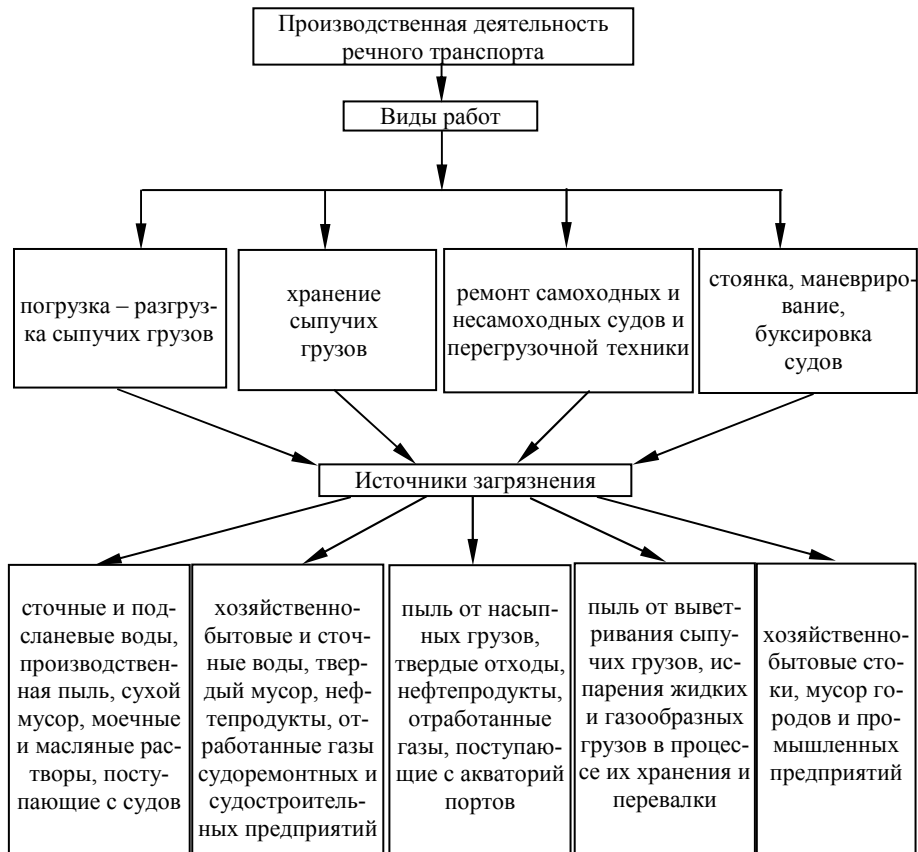 Производственная деятельность
речного транспорта
Виды работ
погрузка – разгруз-
ка сыпучих грузов
хранение
сыпучих
грузов
ремонт самоходных и
несамоходных судов и
перегрузочной техники
стоянка, маневриро-
вание,
буксировка
судов
Источники загрязнения
сточные и под-
сланевые воды,
производствен-
ная пыль, сухой
мусор, моечные
и масляные рас-
творы, посту-
пающие с судов
хозяйственно-
бытовые и сточ-
ные воды, твер-
дый мусор, неф-
тепродукты, от-
работанные газы
судоремонтных и
судостроитель-
ных предприятий
пыль от насып-
ных грузов,
твердые отходы,
нефтепродукты,
отработанные
газы, поступаю-
щие с акваторий
портов
пыль от вывет-
ривания сыпу-
чих грузов, ис-
парения жидких
и газообразных
грузов в процес-
се их хранения и
перевалки
хозяйственно-
бытовые сто-
ки, мусор го-
родов и про-
мышленных
предприятий